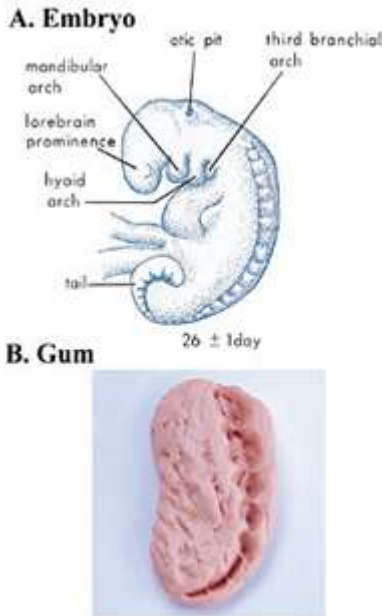 A. Embryo
otic pit
third branchial
arch
mandibular
arch
forebrain
prominence
hyoid
arch
tail
26 ± 1day
B. Gum